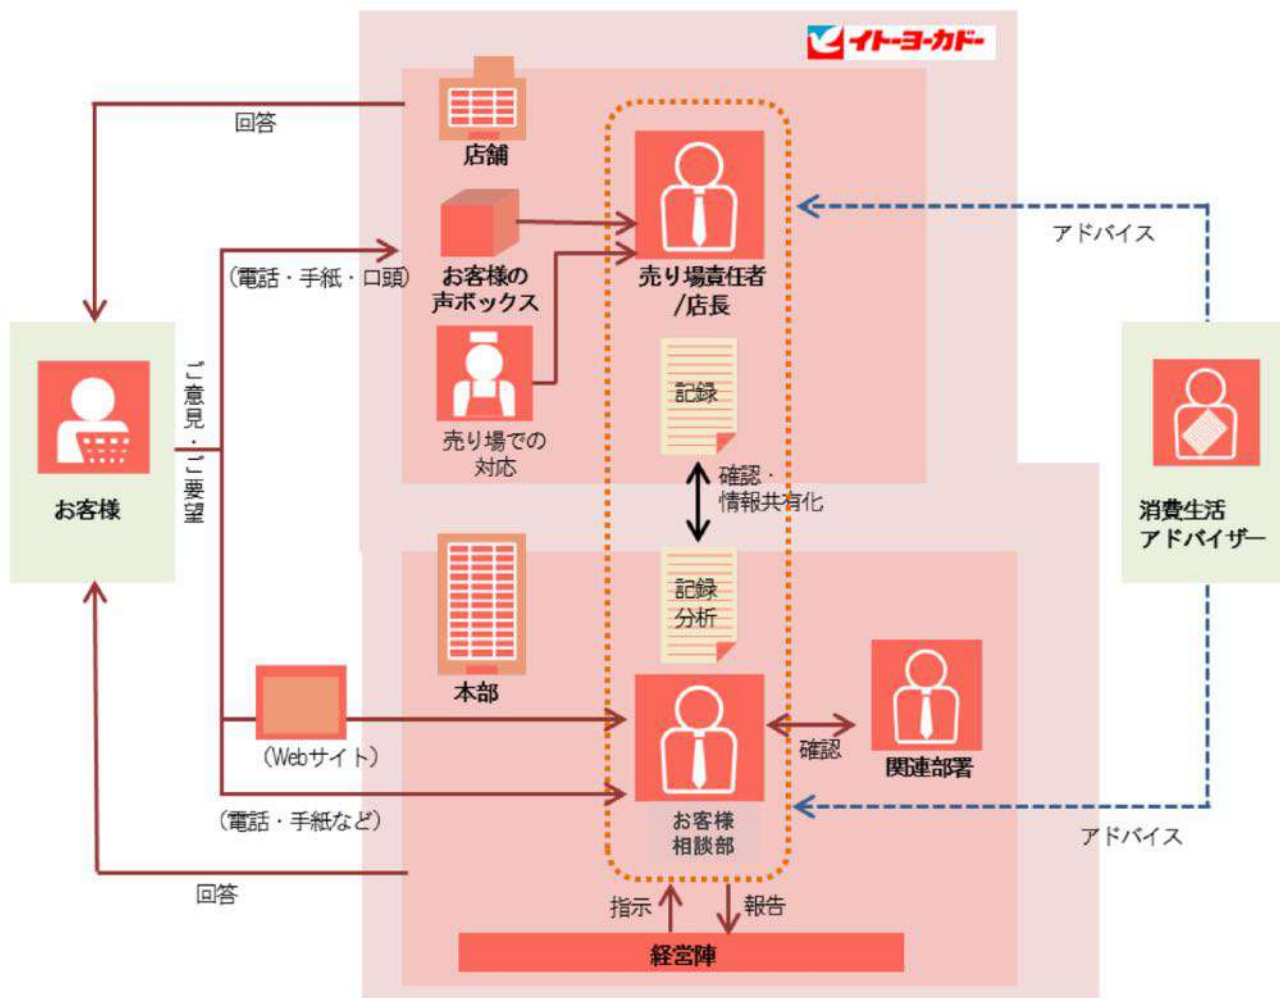 イトーヨーカドー
回答
店舗
(電話・手紙・口頭)
お客様の
声ボックス
売り場責任者
/店長
アドバイス
ご意見・ご要望
記録
売り場での
対応
確認・
情報共有化
お客様
消費生活
アドバイザー
記録
分析
本部
(Webサイト)
確認
関連部署
(電話・手紙など)
お客様
相談部
アドバイス
回答
指示
報告
経営陣